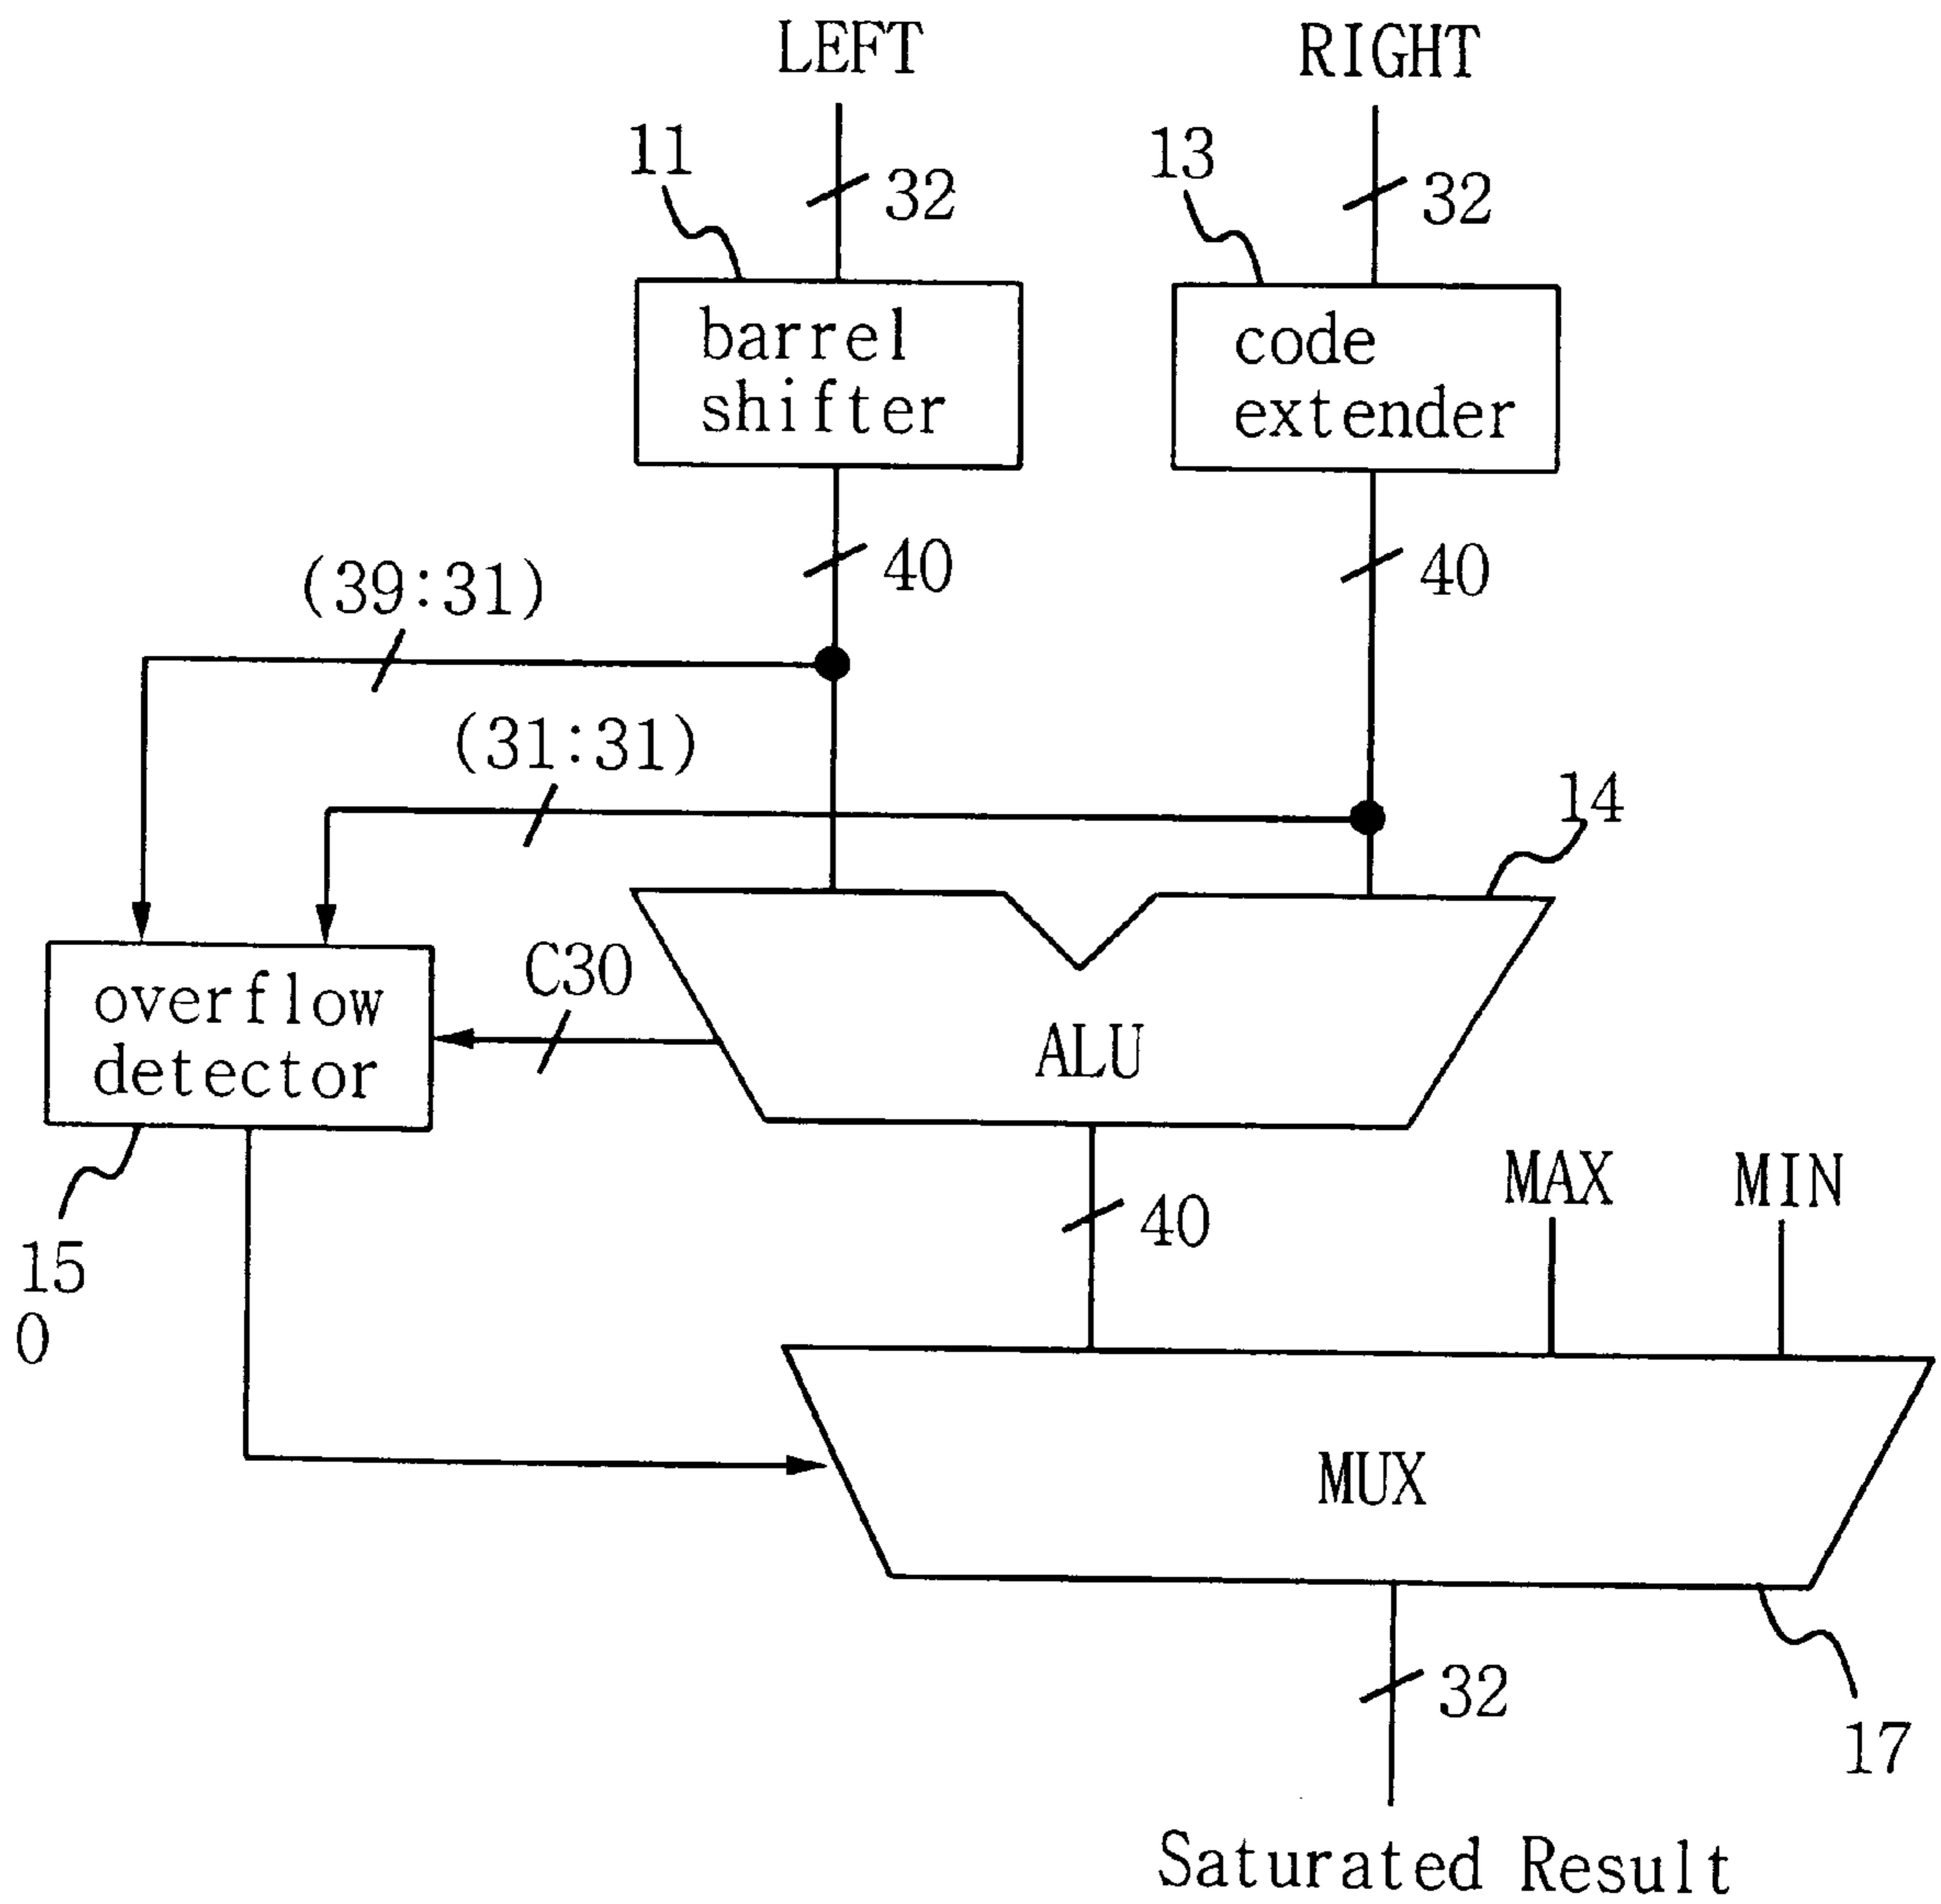 LEFT
RIGHT
11
32
13
32
barrel
shifter
code
extender
(39:31)
40
40
(31:31)
14
overflow
detector
C30
ALU
15
0
40
MAX
MIN
MUX
32
17
Saturated Result